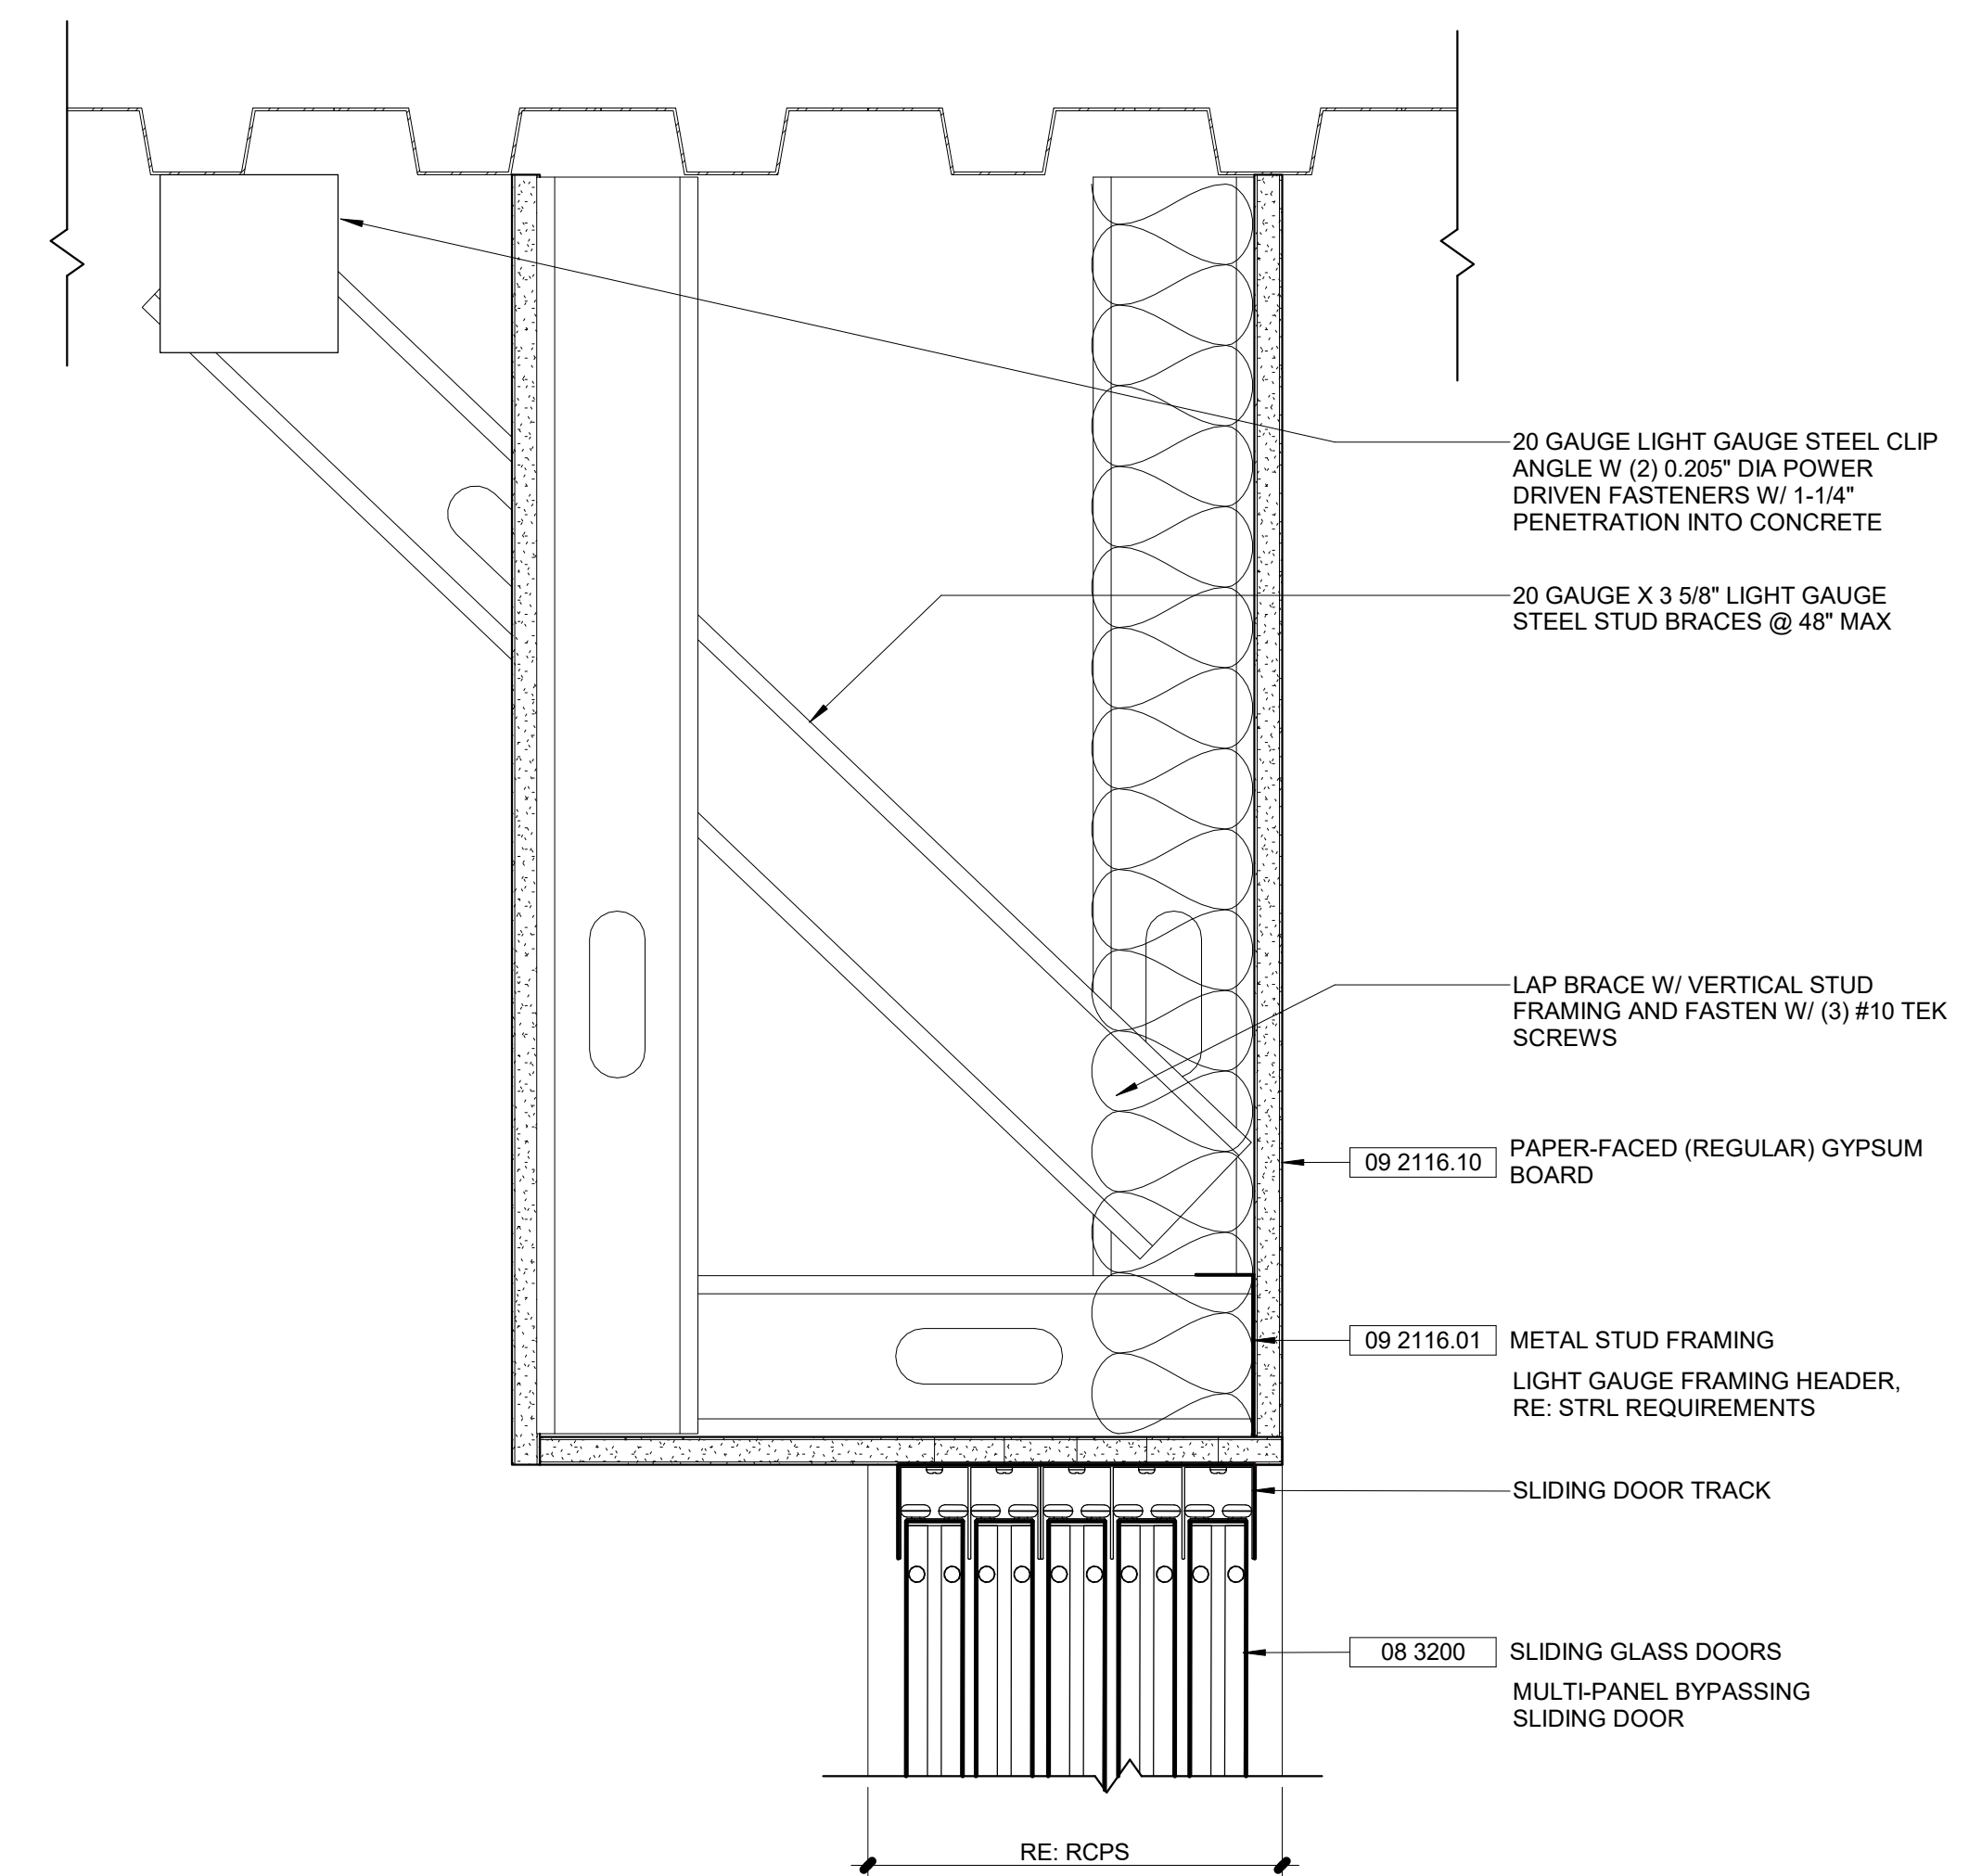 20 GAUGE LIGHT GAUGE STEEL CLIP
ANGLE W (2) 0.205" DIA POWER
DRIVEN FASTENERS W/ 1-1/4"
PENETRATION INTO CONCRETE
20 GAUGE X 3 5/8" LIGHT GAUGE
STEEL STUD BRACES @ 48" MAX
LAP BRACE W/ VERTICAL STUD
FRAMING AND FASTEN W/ (3) #10 TEK
SCREWS
09 2116.10 PAPER-FACED (REGULAR) GYPSUM
BOARD
09 2116.01 METAL STUD FRAMING
LIGHT GAUGE FRAMING HEADER,
RE: STRL REQUIREMENTS
SLIDING DOOR TRACK
08 3200 SLIDING GLASS DOORS
MULTI-PANEL BYPASSING
SLIDING DOOR
RE: RCPS